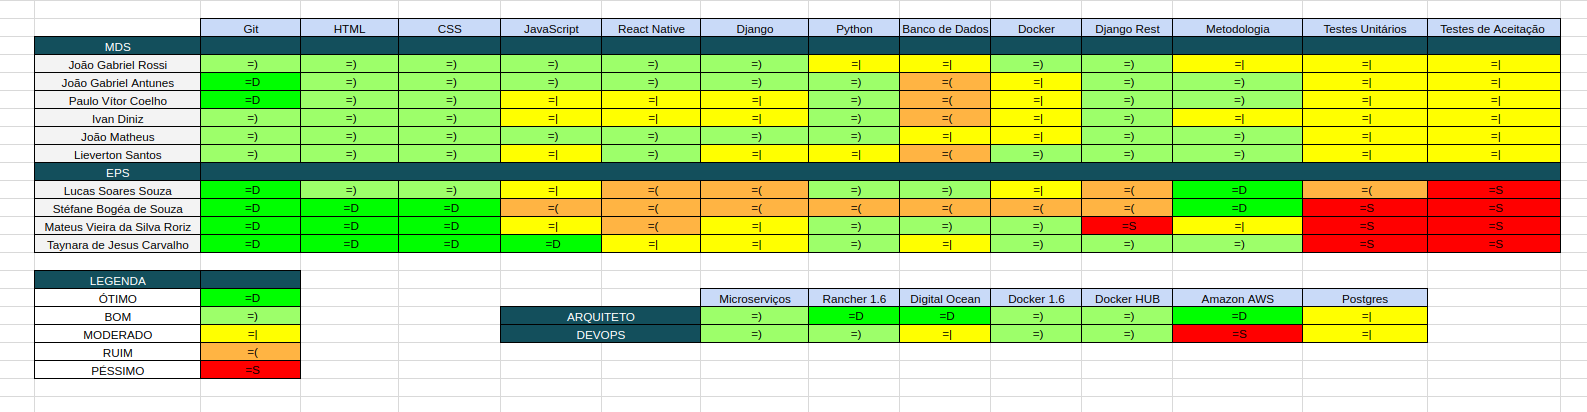 Git HTML CSS JavaScript React Native Django Python Banco de Dados Docker Django Rest Metodologia Testes Unitários Testes de Aceitação
MDS
João Gabriel Rossi =) =) =) =) =) =) =| =| =) =) =| =| =|
João Gabriel Antunes =D =) =) =) =) =) =) =( =| =) =) =| =|
Paulo Vítor Coelho =D =) =) =| =| =| =) =( =| =) =) =| =|
Ivan Diniz =) =) =) =| =| =| =) =( =| =) =| =| =|
João Matheus =) =) =) =) =) =) =) =| =| =) =) =| =|
Lieverton Santos =) =) =) =| =) =| =| =( =) =) =) =| =|
EPS
Lucas Soares Souza =D =) =) =| =( =( =) =) =| =( =D =( =S
Stéfane Bogéa de Souza =D =D =D =( =( =( =( =( =( =( =D =S =S
Mateus Vieira da Silva Roriz =D =D =D =| =( =| =) =) =) =S =| =S =S
Taynara de Jesus Carvalho =D =D =D =D =| =| =) =| =) =) =) =S =S
LEGENDA
ÓTIMO =D
BOM =)
MODERADO =|
RUIM =(
PÉSSIMO =S
Microserviços Rancher 1.6 Digital Ocean Docker 1.6 Docker HUB Amazon AWS Postgres
ARQUITETO =) =D =D =) =) =D =|
DEVOPS =) =) =| =) =) =S =|